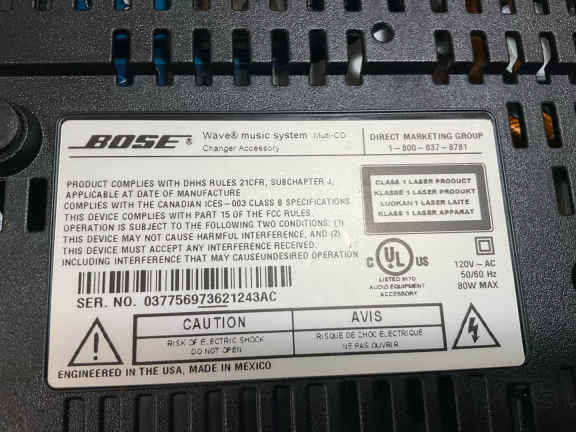 BOSE® Wave® music system Multi-CD
Changer Accessory
DIRECT MARKETING GROUP
1-800-637-8781
PRODUCT COMPLIES WITH DHHS RULES 21CFR, SUBCHAPTER J,
APPLICABLE AT DATE OF MANUFACTURE
COMPLIES WITH THE CANADIAN ICES-003 CLASS B SPECIFICATIONS.
THIS DEVICE COMPLIES WITH PART 15 OF THE FCC RULES
OPERATION IS SUBJECT TO THE FOLLOWING TWO CONDITIONS: (1)
THIS DEVICE MAY NOT CAUSE HARMFUL INTERFERENCE, AND (2)
THIS DEVICE MUST ACCEPT ANY INTERFERENCE RECEIVED.
INCLUDING INTERFERENCE THAT MAY CAUSEUNDESIRED OPERATION
CLASS 1 LASER PRODUCT
KLASSE 1 LASER PRODUKT
LUOKAN 1 LASER LAITE
KLASS 1 LASER APPARAT
C UL US
LISTED 917D
AUDIO EQUIPMENT
ACCESSORY
120V - AC
50/60 Hz
80W MAX
SER. NO. 037756973621243AC
CAUTION
RISK OF ELECTRIC SHOCK
DO NOT OPEN
AVIS
RISQUE DE CHOC ELECTRIQUE
NE PAS OUVRIR
ENGINEERED IN THE USA, MADE IN MEXICO